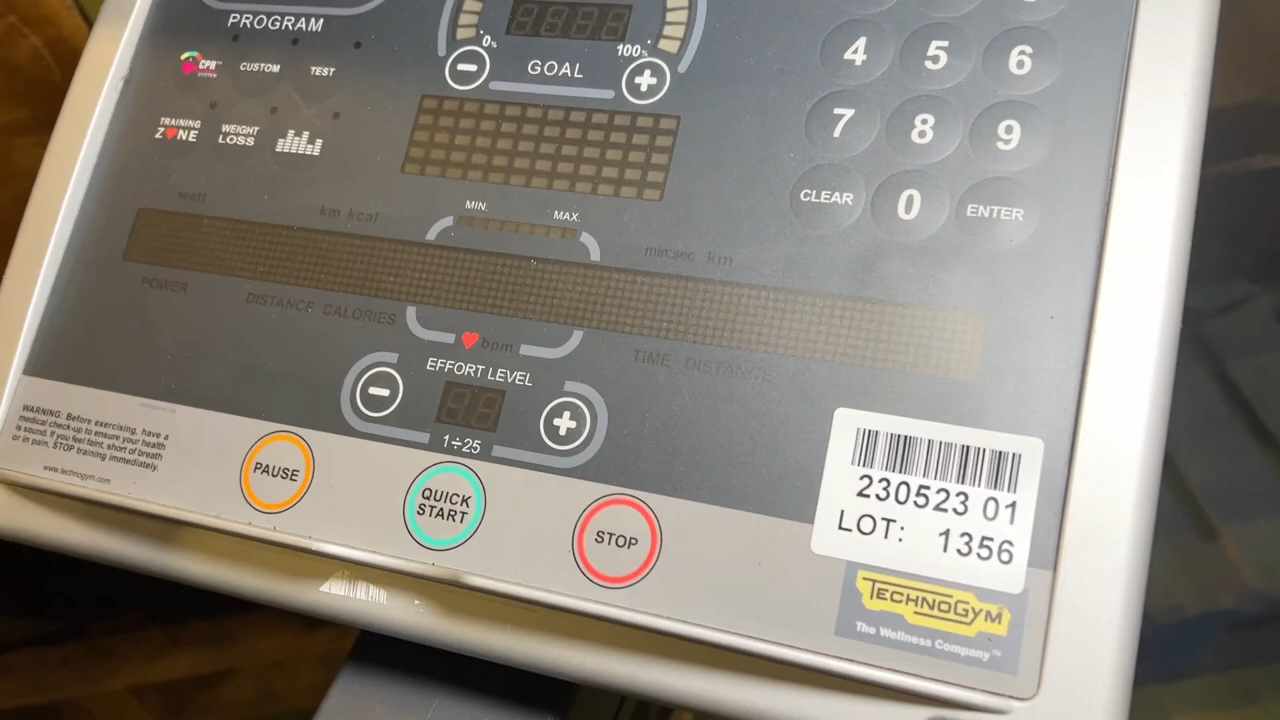 PROGRAM
0%
100%
GOAL
CPR™
SYSTEM
CUSTOM
TEST
TRAINING
ZONE
WEIGHT
LOSS
4 5 6
7 8 9
CLEAR 0 ENTER
watt
km kcal
MIN.
MAX.
min:sec km
POWER
DISTANCE CALORIES
bpm
TIME DISTANCE
EFFORT LEVEL
1÷25
WARNING: Before exercising, have a
medical check-up to ensure your health
is sound. If you feel faint, short of breath
or in pain, STOP training immediately.
www.technogym.com
PAUSE
QUICK
START
STOP
230523 01
LOT: 1356
TECHNOGYM
The Wellness Company™